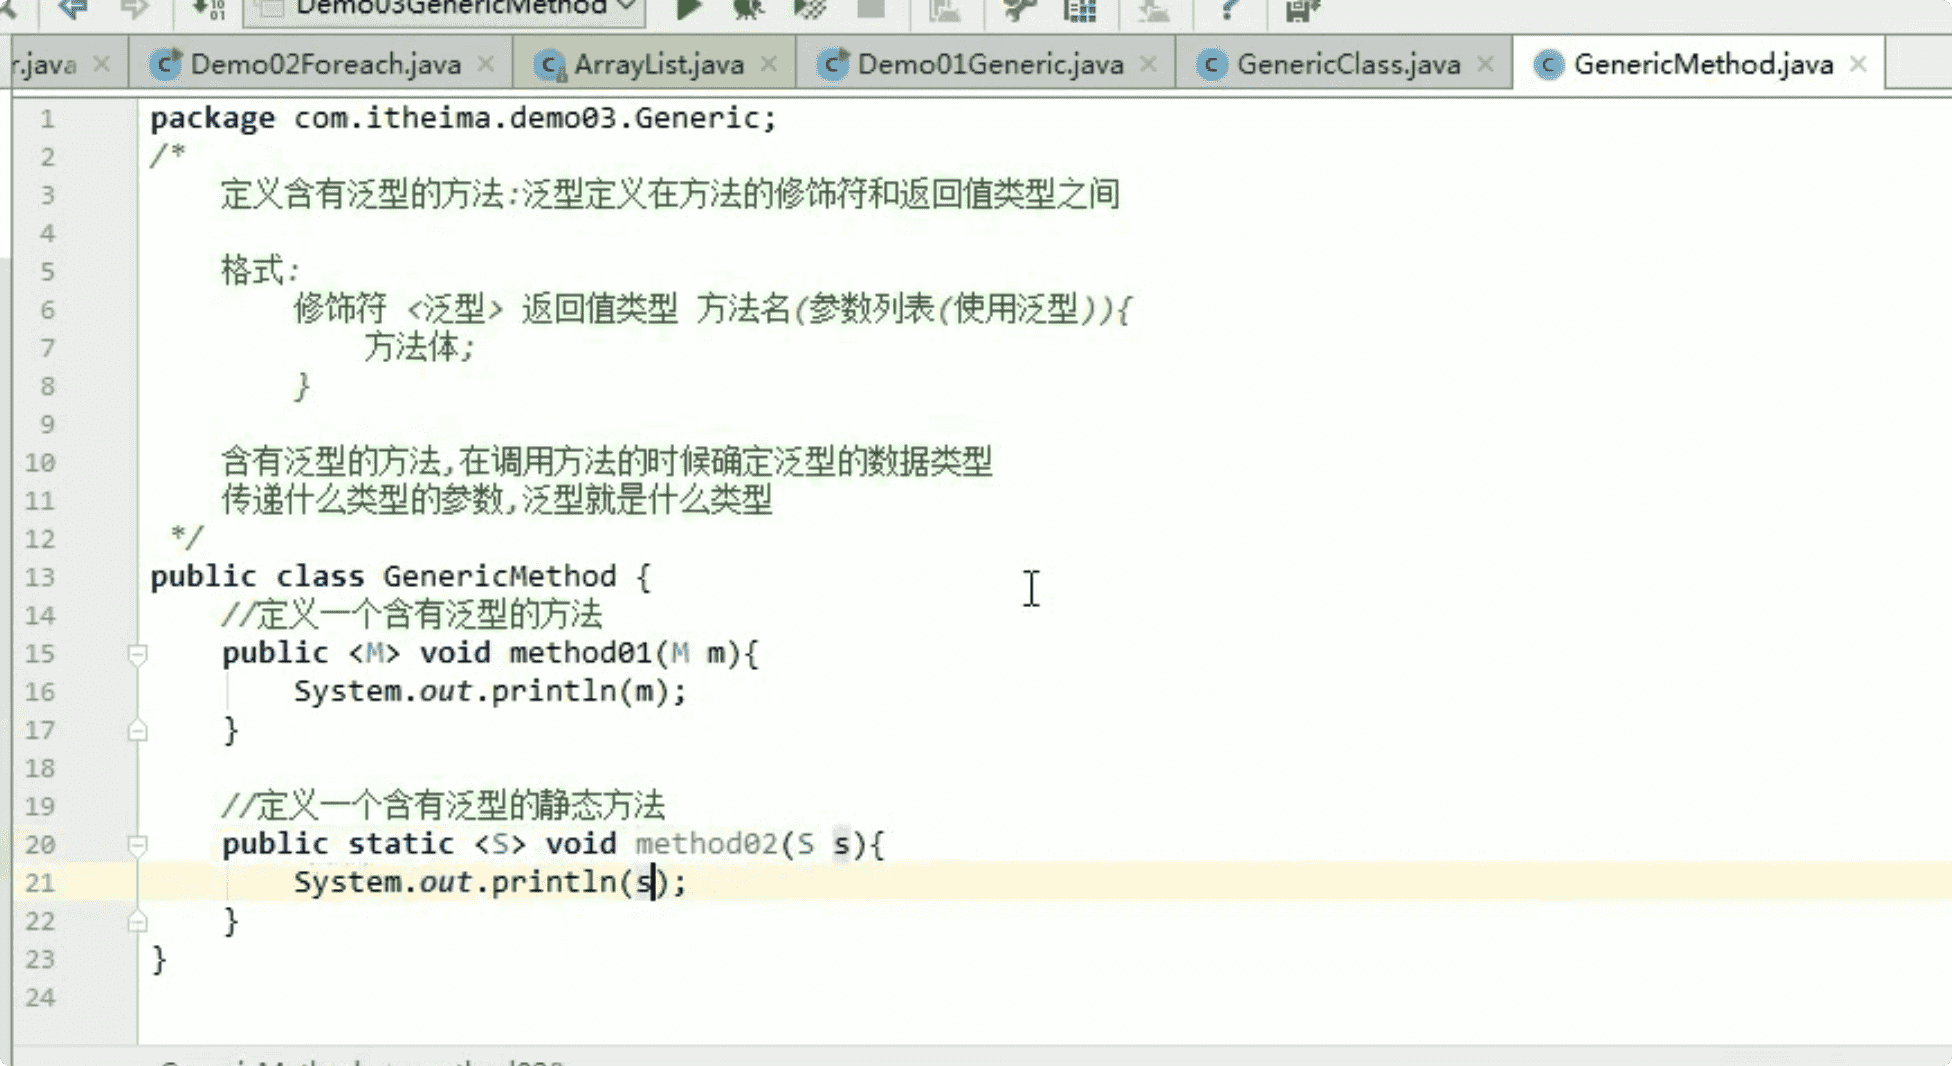 Demo03GenericMethod
r.java
Demo02Foreach.java
ArrayList.java
Demo01Generic.java
GenericClass.java
GenericMethod.java
1 package com.itheima.demo03.Generic;
2 /*
3 定义含有泛型的方法:泛型定义在方法的修饰符和返回值类型之间
4
5 格式:
6 修饰符 <泛型> 返回值类型 方法名(参数列表(使用泛型)){
7 方法体;
8 }
9
10 含有泛型的方法,在调用方法的时候确定泛型的数据类型
11 传递什么类型的参数,泛型就是什么类型
12 */
13 public class GenericMethod {
14 //定义一个含有泛型的方法
15 public <M> void method01(M m){
16 System.out.println(m);
17 }
18
19 //定义一个含有泛型的静态方法
20 public static <S> void method02(S s){
21 System.out.println(s);
22 }
23 }
24